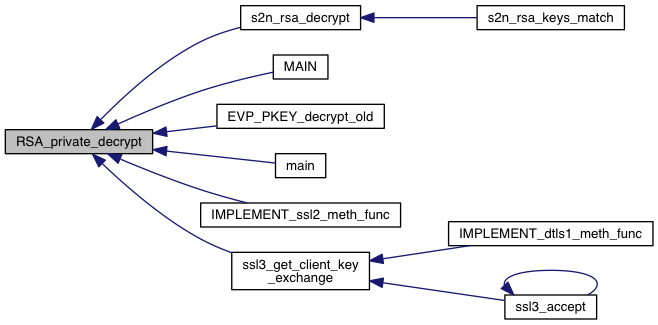 s2n_rsa_decrypt
s2n_rsa_keys_match
MAIN
EVP_PKEY_decrypt_old
RSA_private_decrypt
main
IMPLEMENT_ssl2_meth_func
IMPLEMENT_dtls1_meth_func
ssl3_get_client_key
_exchange
ssl3_accept